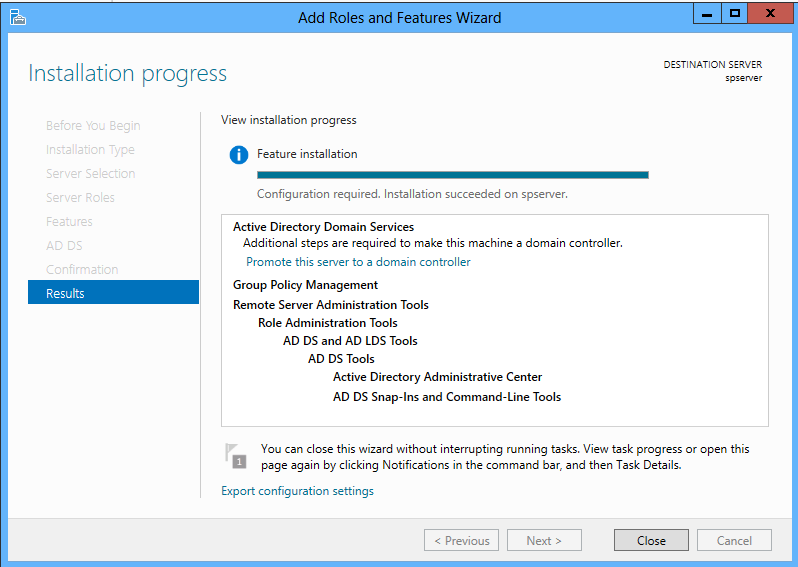 Add Roles and Features Wizard
Installation progress
DESTINATION SERVER
spserver
Before You Begin
Installation Type
Server Selection
Server Roles
Features
AD DS
Confirmation
Results
View installation progress
Feature installation
Configuration required. Installation succeeded on spserver.
Active Directory Domain Services
Additional steps are required to make this machine a domain controller.
Promote this server to a domain controller
Group Policy Management
Remote Server Administration Tools
Role Administration Tools
AD DS and AD LDS Tools
AD DS Tools
Active Directory Administrative Center
AD DS Snap-Ins and Command-Line Tools
1
You can close this wizard without interrupting running tasks. View task progress or open this
page again by clicking Notifications in the command bar, and then Task Details.
Export configuration settings
< Previous
Next >
Close
Cancel